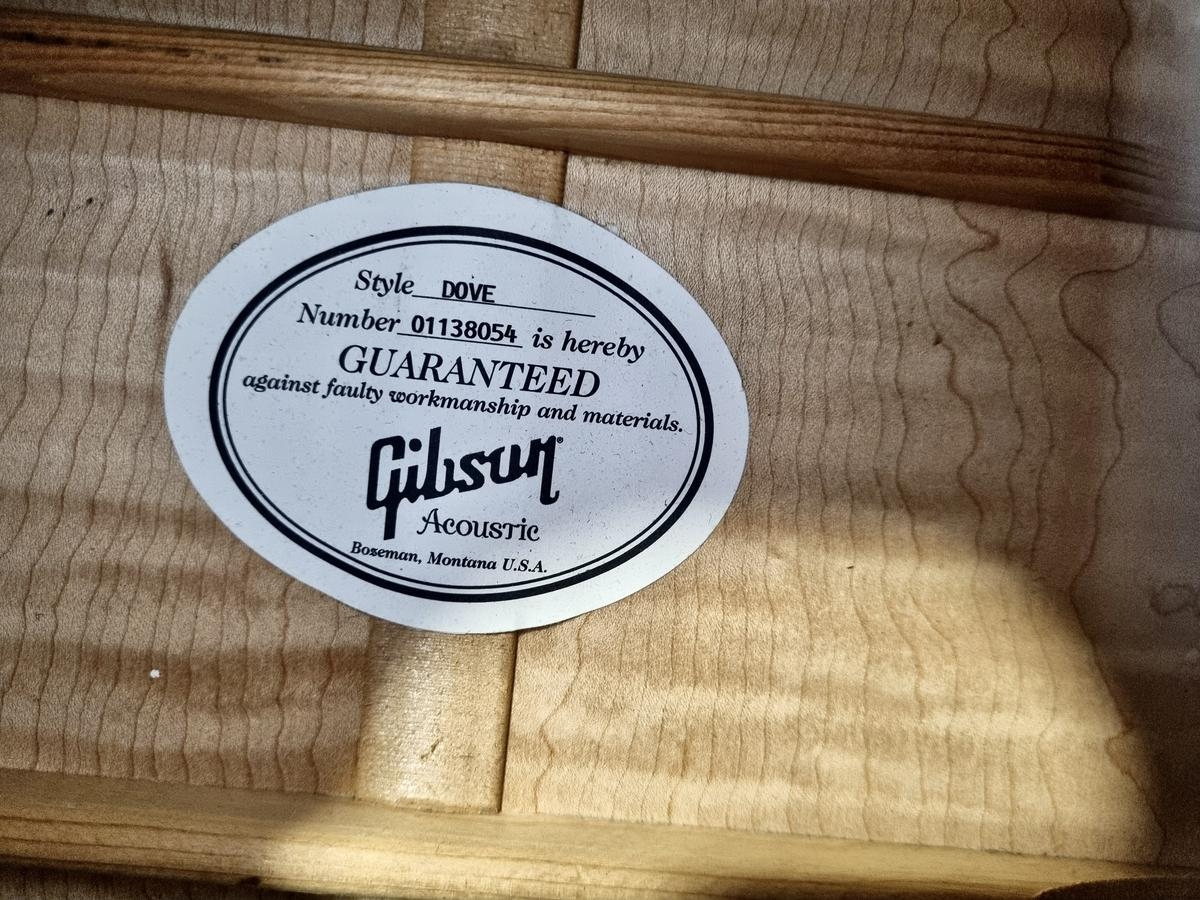 Style DOVE
Number 01138054 is hereby
GUARANTEED
against faulty workmanship and materials.
Gibson®
Acoustic
Bozeman, Montana U.S.A.